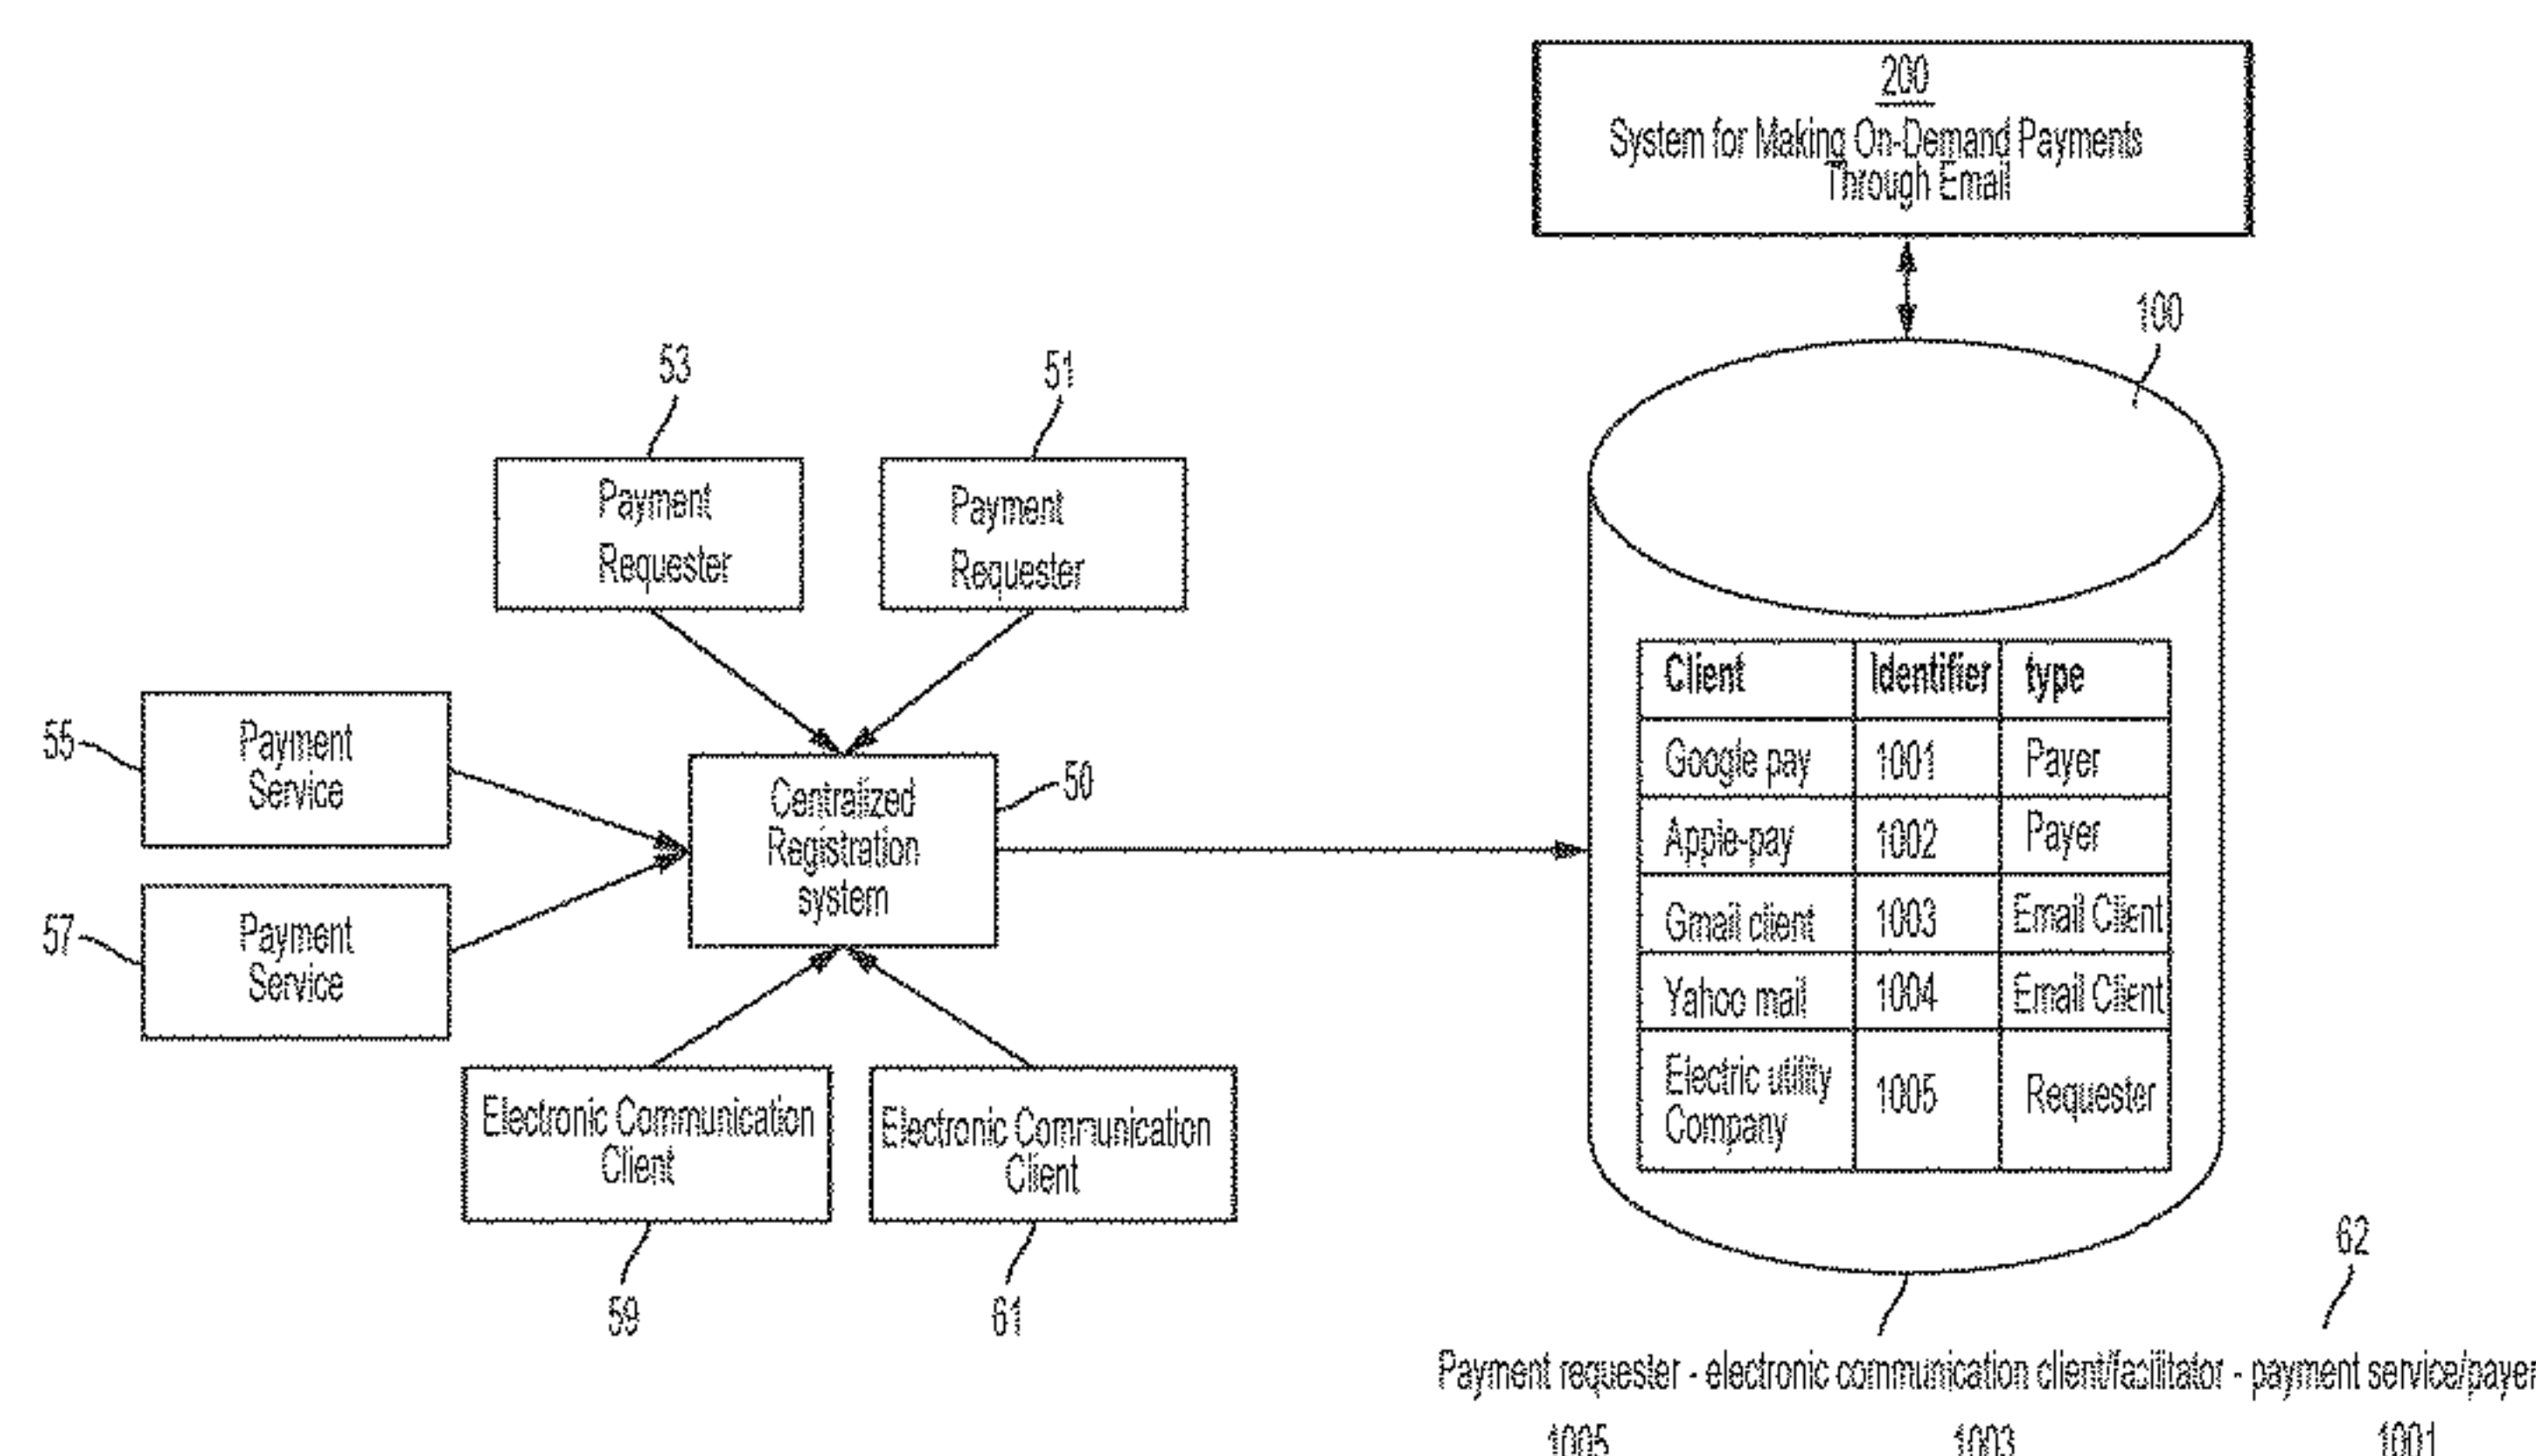 200
System for Making On-Demand Payments
Through Email
100
53
51
Payment
Requester
Payment
Requester
55
Payment
Service
57
Payment
Service
Centralized
Registration
system
50
Electronic Communication
Client
Electronic Communication
Client
59
61
Client Identifier type
Google pay 1001 Payer
Apple-pay 1002 Payer
Gmail client 1003 Email Client
Yahoo mail 1004 Email Client
Electric utility
Company 1005 Requester
62
Payment requester - electronic communication client/facilitator - payment service/payer
1005 1003 1001